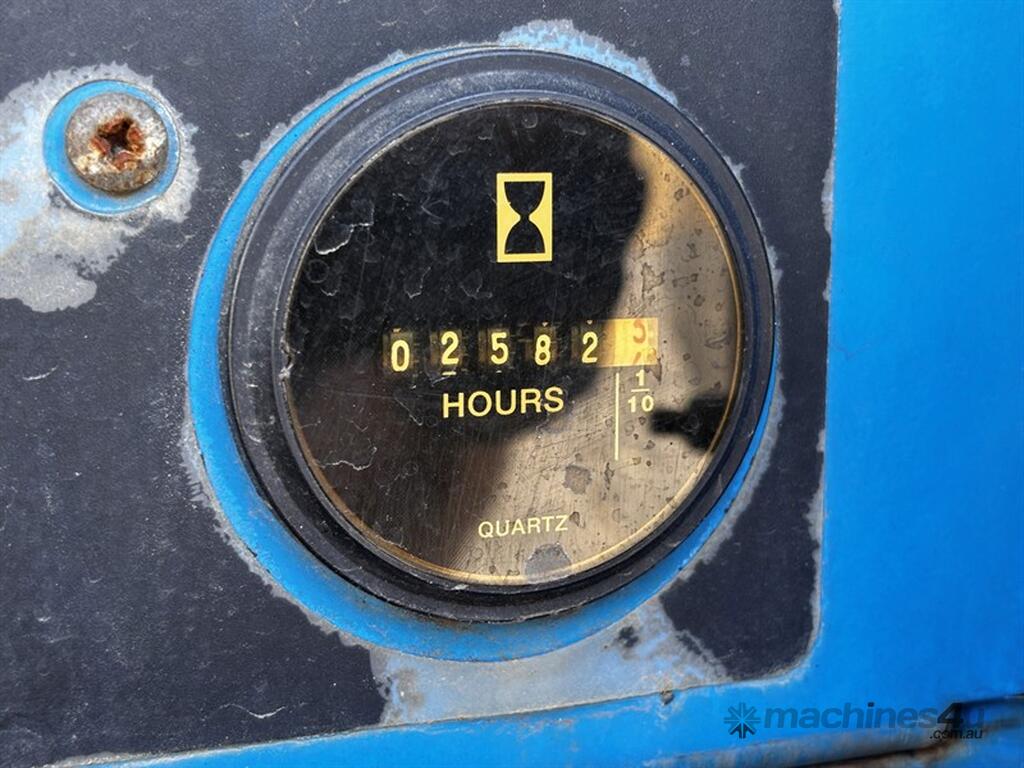 02582
HOURS
1/10
QUARTZ
machines4u
.com.au